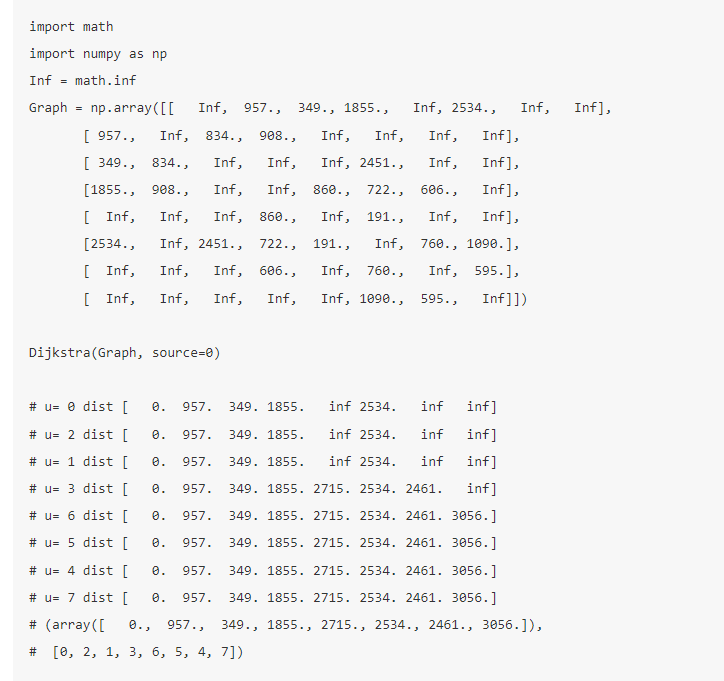 import math
import numpy as np
Inf = math.inf
Graph = np.array([[   Inf,  957.,  349., 1855.,   Inf, 2534.,   Inf,   Inf],
       [ 957.,   Inf,  834.,  908.,   Inf,   Inf,   Inf,   Inf],
       [ 349.,  834.,   Inf,   Inf,   Inf, 2451.,   Inf,   Inf],
       [1855.,  908.,   Inf,   Inf,  860.,  722.,  606.,   Inf],
       [  Inf,   Inf,   Inf,  860.,   Inf,  191.,   Inf,   Inf],
       [2534.,   Inf, 2451.,  722.,  191.,   Inf,  760., 1090.],
       [  Inf,   Inf,   Inf,  606.,   Inf,  760.,   Inf,  595.],
       [  Inf,   Inf,   Inf,   Inf,   Inf, 1090.,  595.,   Inf]])
Dijkstra(Graph, source=0)
# u= 0 dist [   0.  957.  349. 1855.   inf 2534.   inf   inf]
# u= 2 dist [   0.  957.  349. 1855.   inf 2534.   inf   inf]
# u= 1 dist [   0.  957.  349. 1855.   inf 2534.   inf   inf]
# u= 3 dist [   0.  957.  349. 1855. 2715. 2534. 2461.   inf]
# u= 6 dist [   0.  957.  349. 1855. 2715. 2534. 2461. 3056.]
# u= 5 dist [   0.  957.  349. 1855. 2715. 2534. 2461. 3056.]
# u= 4 dist [   0.  957.  349. 1855. 2715. 2534. 2461. 3056.]
# u= 7 dist [   0.  957.  349. 1855. 2715. 2534. 2461. 3056.]
# (array([   0.,  957.,  349., 1855., 2715., 2534., 2461., 3056.]),
#  [0, 2, 1, 3, 6, 5, 4, 7])